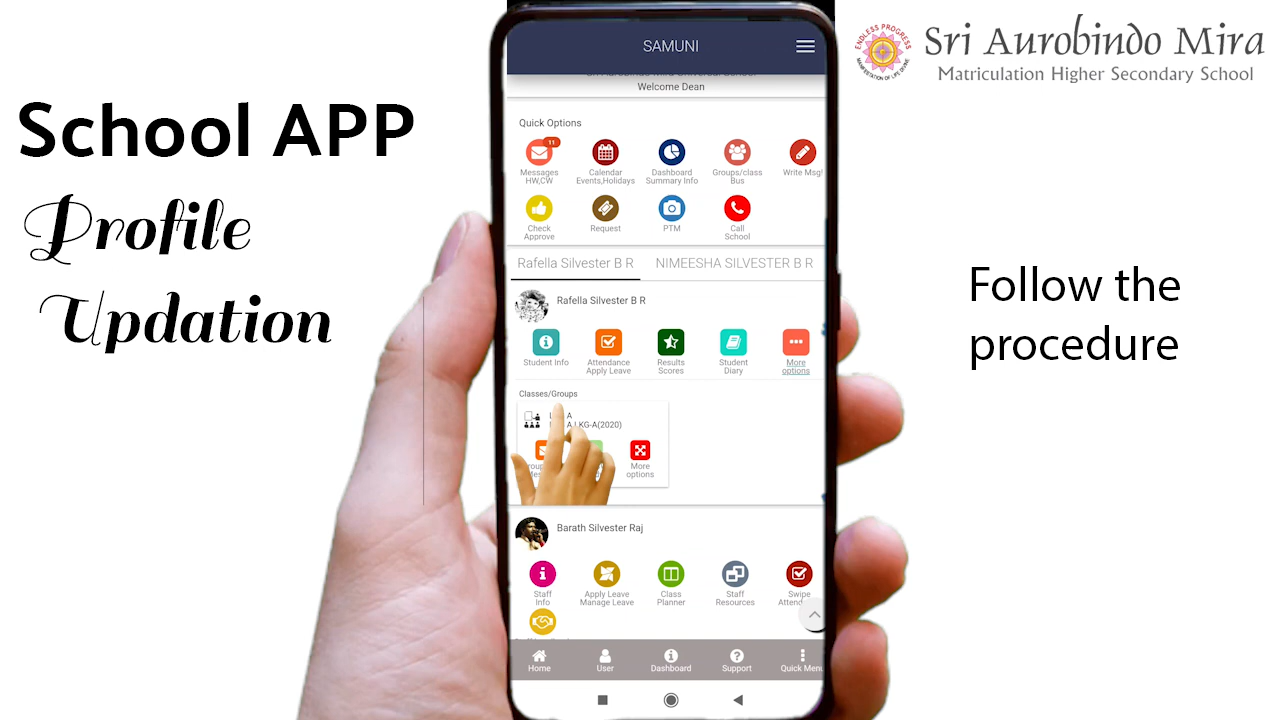 School APP
Profile
Updation
SAMUNI
Welcome Dean
Quick Options
11
Messages
HW,CW
Calendar
Events,Holidays
Dashboard
Summary Info
Groups/class
Bus
Write Msg!
Check
Approve
Request
PTM
Call
School
Rafella Silvester B R
NIMEESHA SILVESTER B R
Rafella Silvester B R
Student Info
Attendance
Apply Leave
Results
Scores
Student
Diary
More
options
Classes/Groups
A
A LKG-A(2020)
More
options
Barath Silvester Raj
Staff
Info
Apply Leave
Manage Leave
Class
Planner
Staff
Resources
Swipe
Home
User
Dashboard
Support
Quick Menu
ENDLESS PROGRESS
MANIFESTATION OF LIFE DIVINE
Sri Aurobindo Mira
Matriculation Higher Secondary School
Follow the
procedure